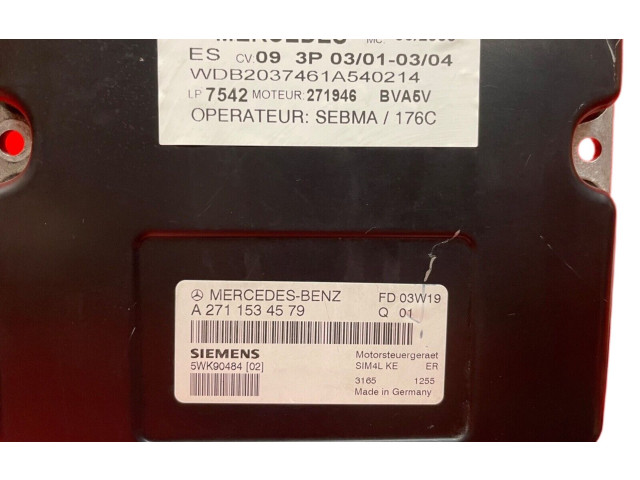 MERCEDES MC:
ES CV: 09 3P 03/01-03/04
WDB2037461A540214
LP 7542 MOTEUR: 271946 BVA5V
OPERATEUR: SEBMA / 176C
MERCEDES-BENZ FD 03W19
A 271 153 45 79 Q 01
SIEMENS Motorsteuergeraet
5WK90484 [02] SIM4L KE ER
3165 1255
Made in Germany